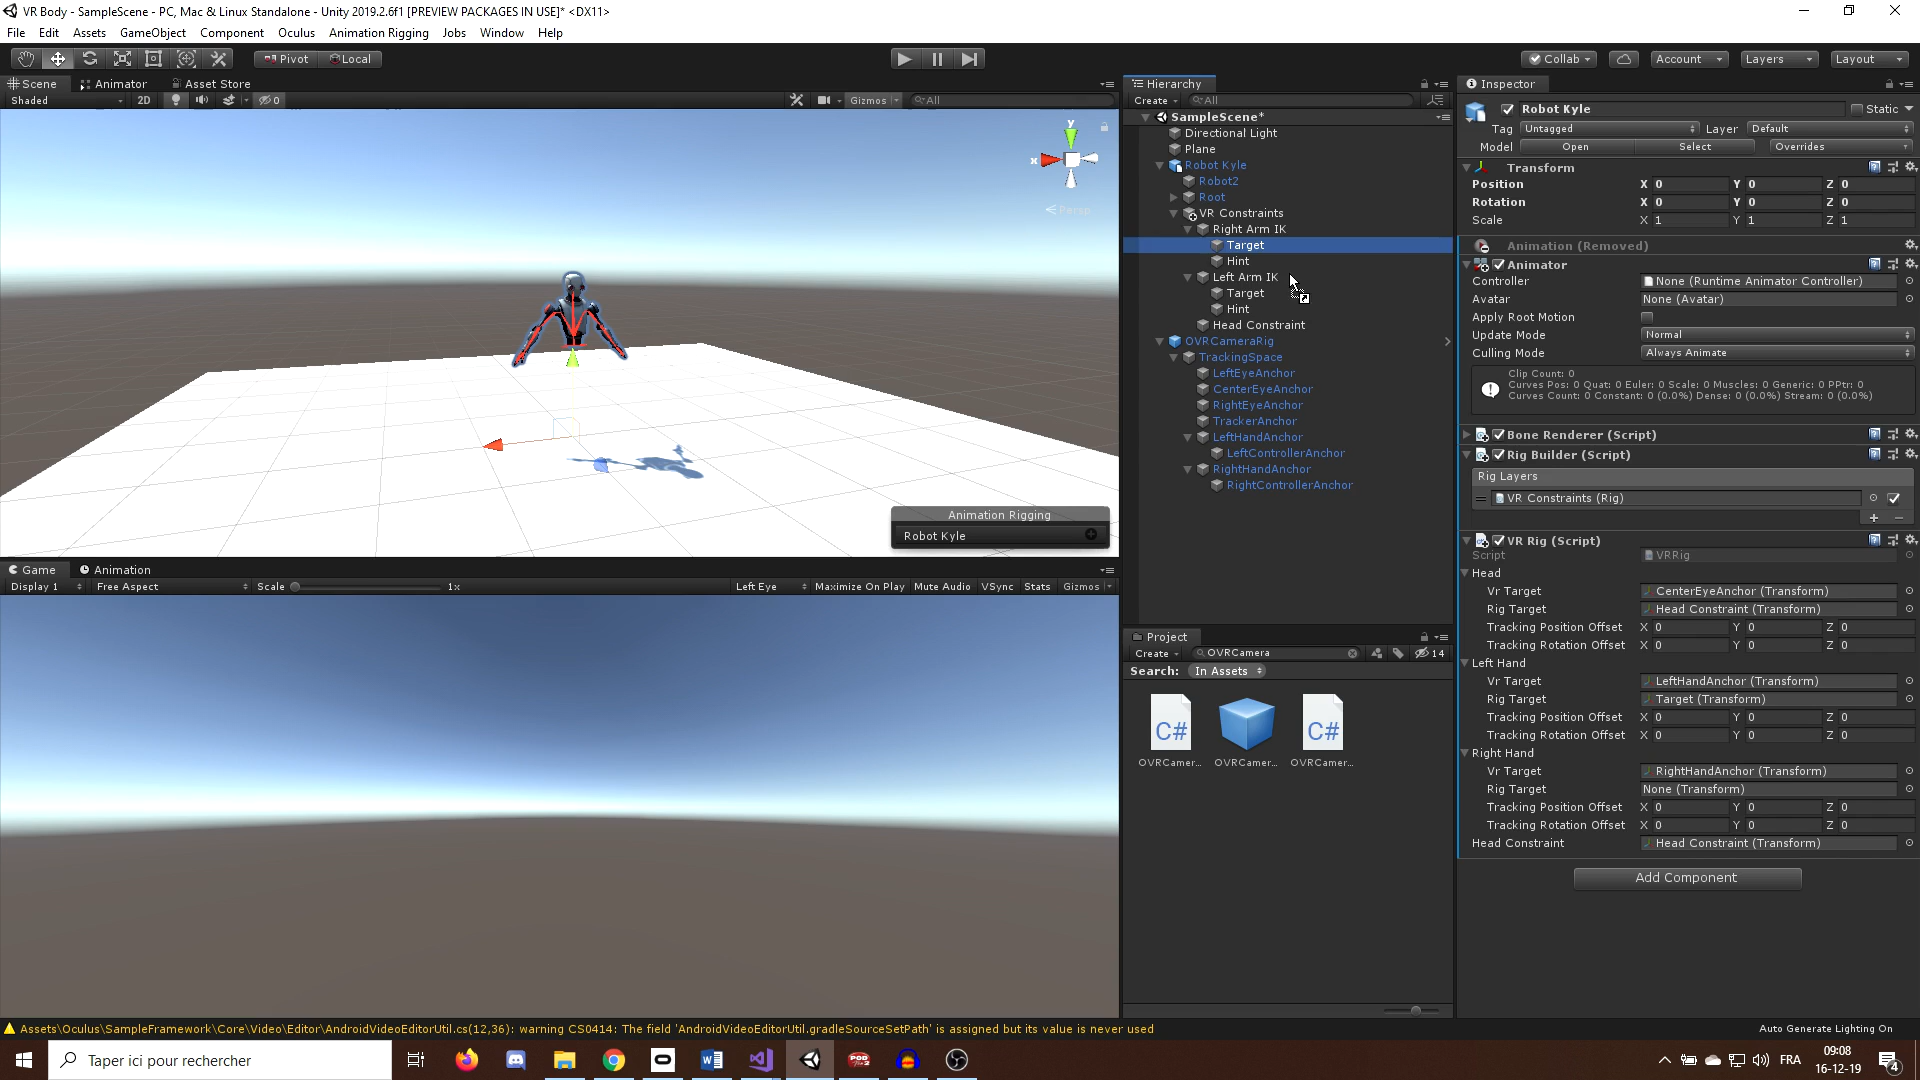 VR Body - SampleScene - PC, Mac & Linux Standalone - Unity 2019.2.6f1 [PREVIEW PACKAGES IN USE]* <DX11>
File Edit Assets GameObject Component Oculus Animation Rigging Jobs Window Help
Pivot Local Collab Account Layers Layout
Scene Animator Asset Store
Shaded 2D 0 Gizmos All
y
x
Persp
Animation Rigging
Robot Kyle
Game Animation
Display 1 Free Aspect Scale 1x Left Eye Maximize On Play Mute Audio VSync Stats Gizmos
Hierarchy
Create All
SampleScene*
Directional Light
Plane
Robot Kyle
Robot2
Root
VR Constraints
Right Arm IK
Target
Hint
Left Arm IK
Target
Hint
Head Constraint
OVRCameraRig
TrackingSpace
LeftEyeAnchor
CenterEyeAnchor
RightEyeAnchor
TrackerAnchor
LeftHandAnchor
LeftControllerAnchor
RightHandAnchor
RightControllerAnchor
Project
Create OVRCamera 14
Search: In Assets
C# C#
OVRCamer... OVRCamer... OVRCamer...
Inspector
Robot Kyle Static
Tag Untagged Layer Default
Model Open Select Overrides
Transform
Position X 0 Y 0 Z 0
Rotation X 0 Y 0 Z 0
Scale X 1 Y 1 Z 1
Animation (Removed)
Animator
Controller None (Runtime Animator Controller)
Avatar None (Avatar)
Apply Root Motion
Update Mode Normal
Culling Mode Always Animate
Clip Count: 0
Curves Pos: 0 Quat: 0 Euler: 0 Scale: 0 Muscles: 0 Generic: 0 PPtr: 0
Curves Count: 0 Constant: 0 (0.0%) Dense: 0 (0.0%) Stream: 0 (0.0%)
Bone Renderer (Script)
Rig Builder (Script)
Rig Layers
VR Constraints (Rig)
VR Rig (Script)
Script VRRig
Head
Vr Target CenterEyeAnchor (Transform)
Rig Target Head Constraint (Transform)
Tracking Position Offset X 0 Y 0 Z 0
Tracking Rotation Offset X 0 Y 0 Z 0
Left Hand
Vr Target LeftHandAnchor (Transform)
Rig Target Target (Transform)
Tracking Position Offset X 0 Y 0 Z 0
Tracking Rotation Offset X 0 Y 0 Z 0
Right Hand
Vr Target RightHandAnchor (Transform)
Rig Target None (Transform)
Tracking Position Offset X 0 Y 0 Z 0
Tracking Rotation Offset X 0 Y 0 Z 0
Head Constraint Head Constraint (Transform)
Add Component
Assets\Oculus\SampleFramework\Core\Video\Editor\AndroidVideoEditorUtil.cs(12,36): warning CS0414: The field 'AndroidVideoEditorUtil.gradleSourceSetPath' is assigned but its value is never used
Auto Generate Lighting On
Taper ici pour rechercher
FRA
09:08
16-12-19
4